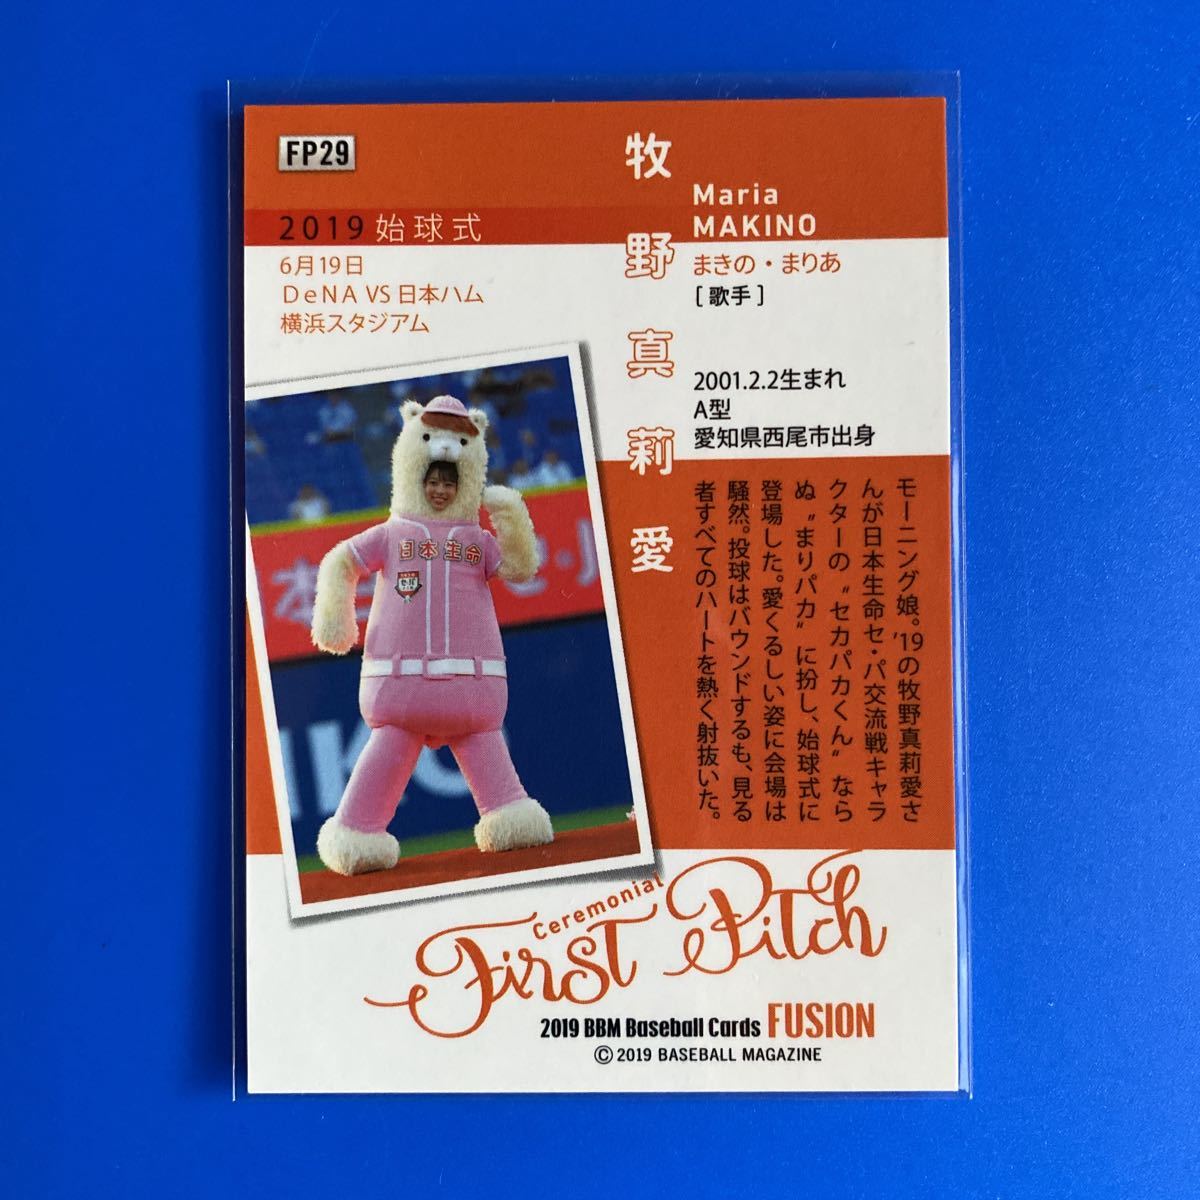 FP29
2019 始球式
6月19日
DeNA VS 日本ハム
横浜スタジアム
牧野真莉愛
Maria
MAKINO
まきの・まりあ
[ 歌手 ]
2001.2.2生まれ
A型
愛知県西尾市出身
モーニング娘。'19の牧野真莉愛さ
んが日本生命セ・パ交流戦キャラ
クターの"セカパカくん"なら
ぬ"まりパカ"に扮し、始球式に
登場した。愛くるしい姿に会場は
騒然。投球はバウンドするも、見る
者すべてのハートを熱く射抜いた。
日本生命
Ceremonial
First Pitch
2019 BBM Baseball Cards FUSION
© 2019 BASEBALL MAGAZINE